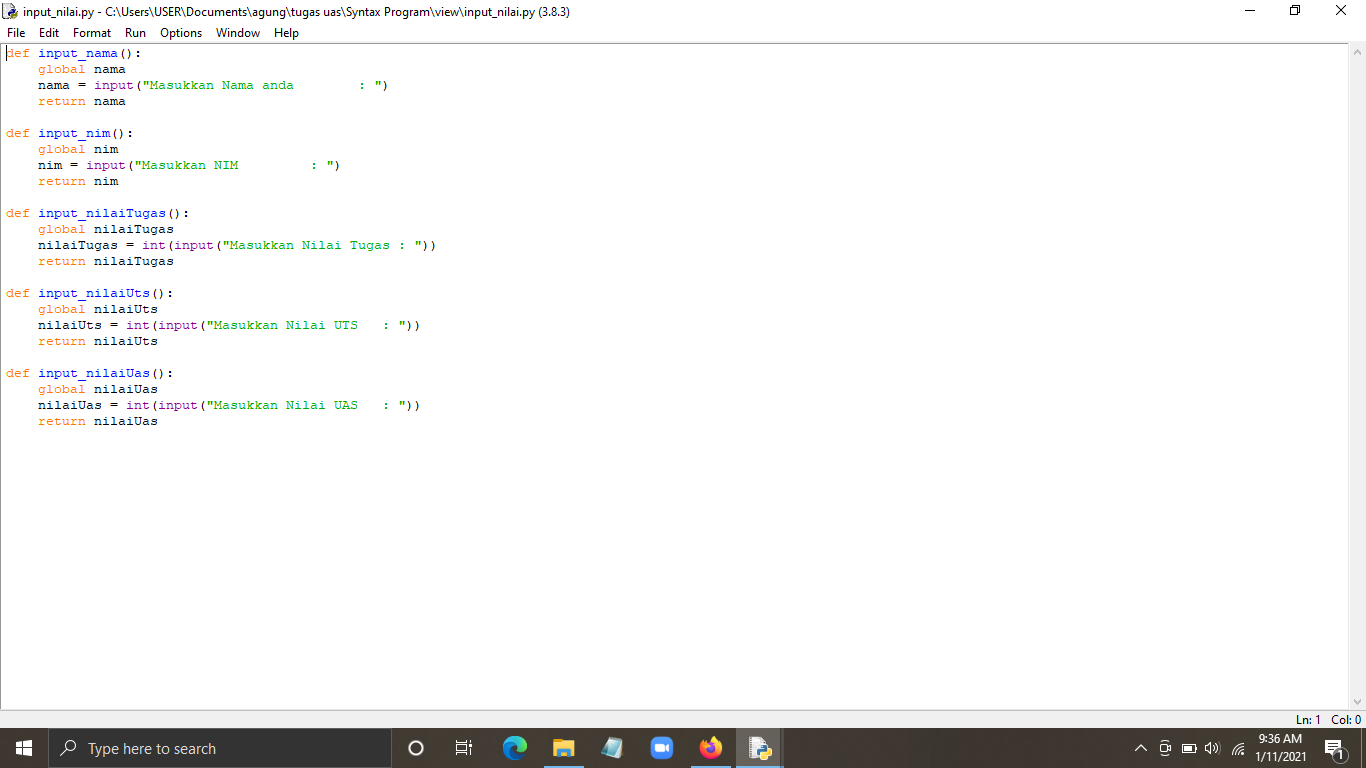 input_nilai.py - C:\Users\USER\Documents\agung\tugas uas\Syntax Program\view\input_nilai.py (3.8.3)
File Edit Format Run Options Window Help
def input_nama():
    global nama
    nama = input("Masukkan Nama anda        : ")
    return nama

def input_nim():
    global nim
    nim = input("Masukkan NIM         : ")
    return nim

def input_nilaiTugas():
    global nilaiTugas
    nilaiTugas = int(input("Masukkan Nilai Tugas : "))
    return nilaiTugas

def input_nilaiUts():
    global nilaiUts
    nilaiUts = int(input("Masukkan Nilai UTS   : "))
    return nilaiUts

def input_nilaiUas():
    global nilaiUas
    nilaiUas = int(input("Masukkan Nilai UAS   : "))
    return nilaiUas
Ln: 1 Col: 0
Type here to search
9:36 AM
1/11/2021
1